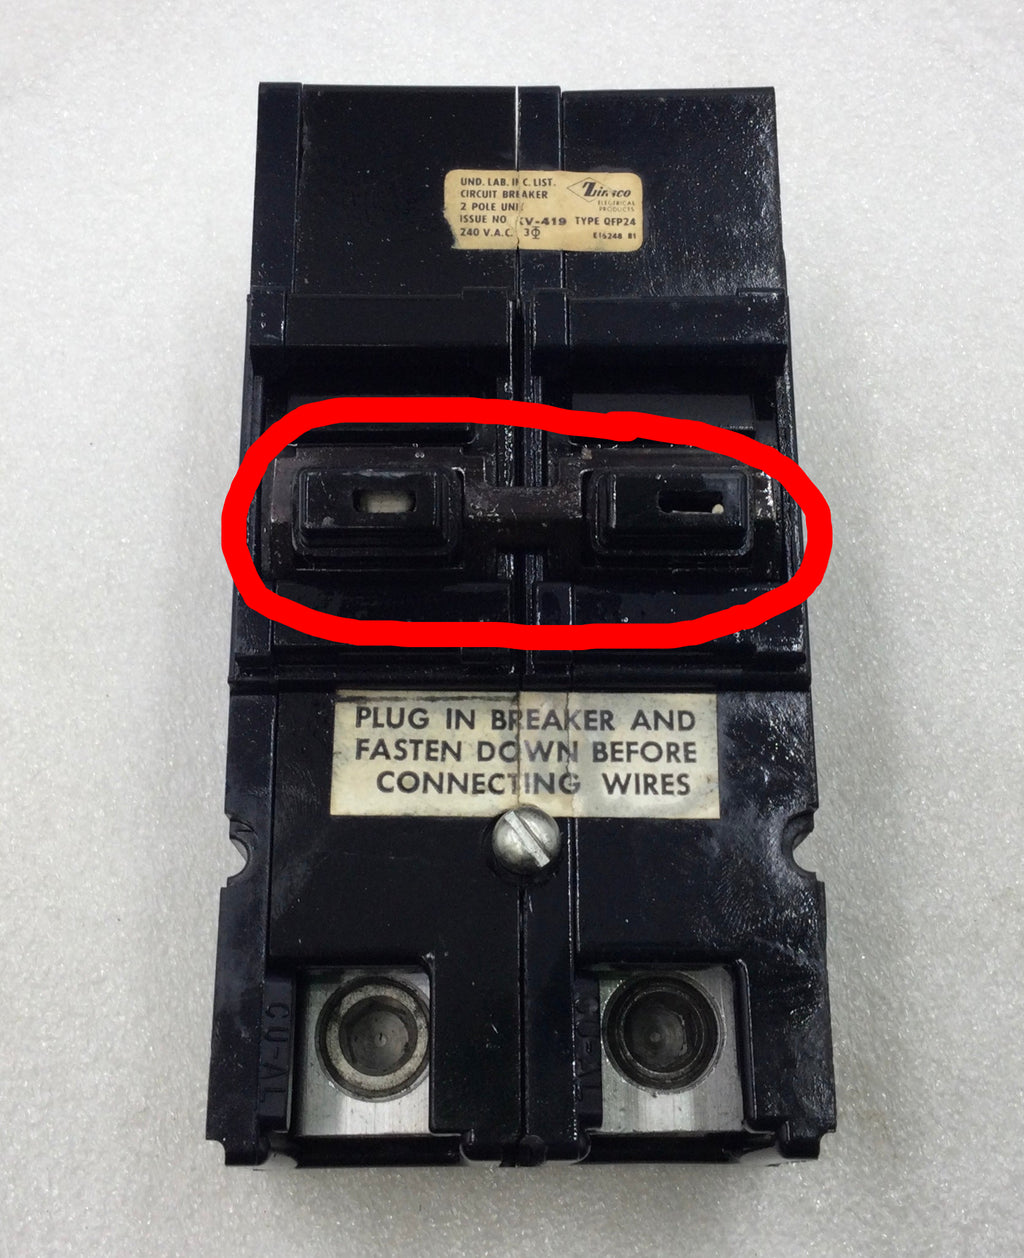 UND. LAB. INC. LIST.
CIRCUIT BREAKER
2 POLE UNIT
ISSUE NO. KV-419 TYPE QFP24
240 V.A.C. 3Φ
Zinsco
ELECTRICAL
PRODUCTS
E16248 B1
PLUG IN BREAKER AND
FASTEN DOWN BEFORE
CONNECTING WIRES
CU-AL
CU-AL